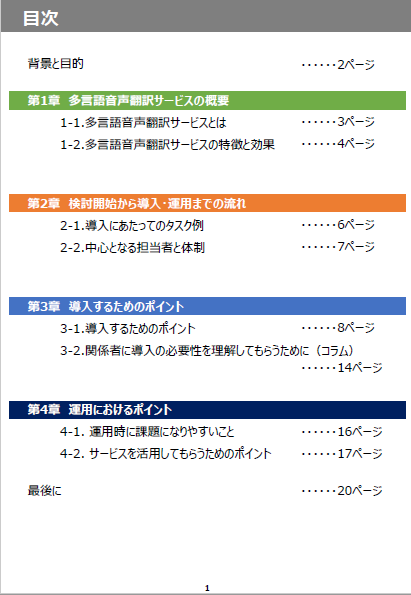 目次
背景と目的 ・・・・・・2ページ
第1章 多言語音声翻訳サービスの概要
1-1.多言語音声翻訳サービスとは ・・・・・・3ページ
1-2.多言語音声翻訳サービスの特徴と効果 ・・・・・・4ページ
第2章 検討開始から導入・運用までの流れ
2-1.導入にあたってのタスク例 ・・・・・・6ページ
2-2.中心となる担当者と体制 ・・・・・・7ページ
第3章 導入するためのポイント
3-1.導入するためのポイント ・・・・・・8ページ
3-2.関係者に導入の必要性を理解してもらうために（コラム）
・・・・・・14ページ
第4章 運用におけるポイント
4-1. 運用時に課題になりやすいこと ・・・・・・16ページ
4-2. サービスを活用してもらうためのポイント ・・・・・・17ページ
最後に ・・・・・・20ページ
1